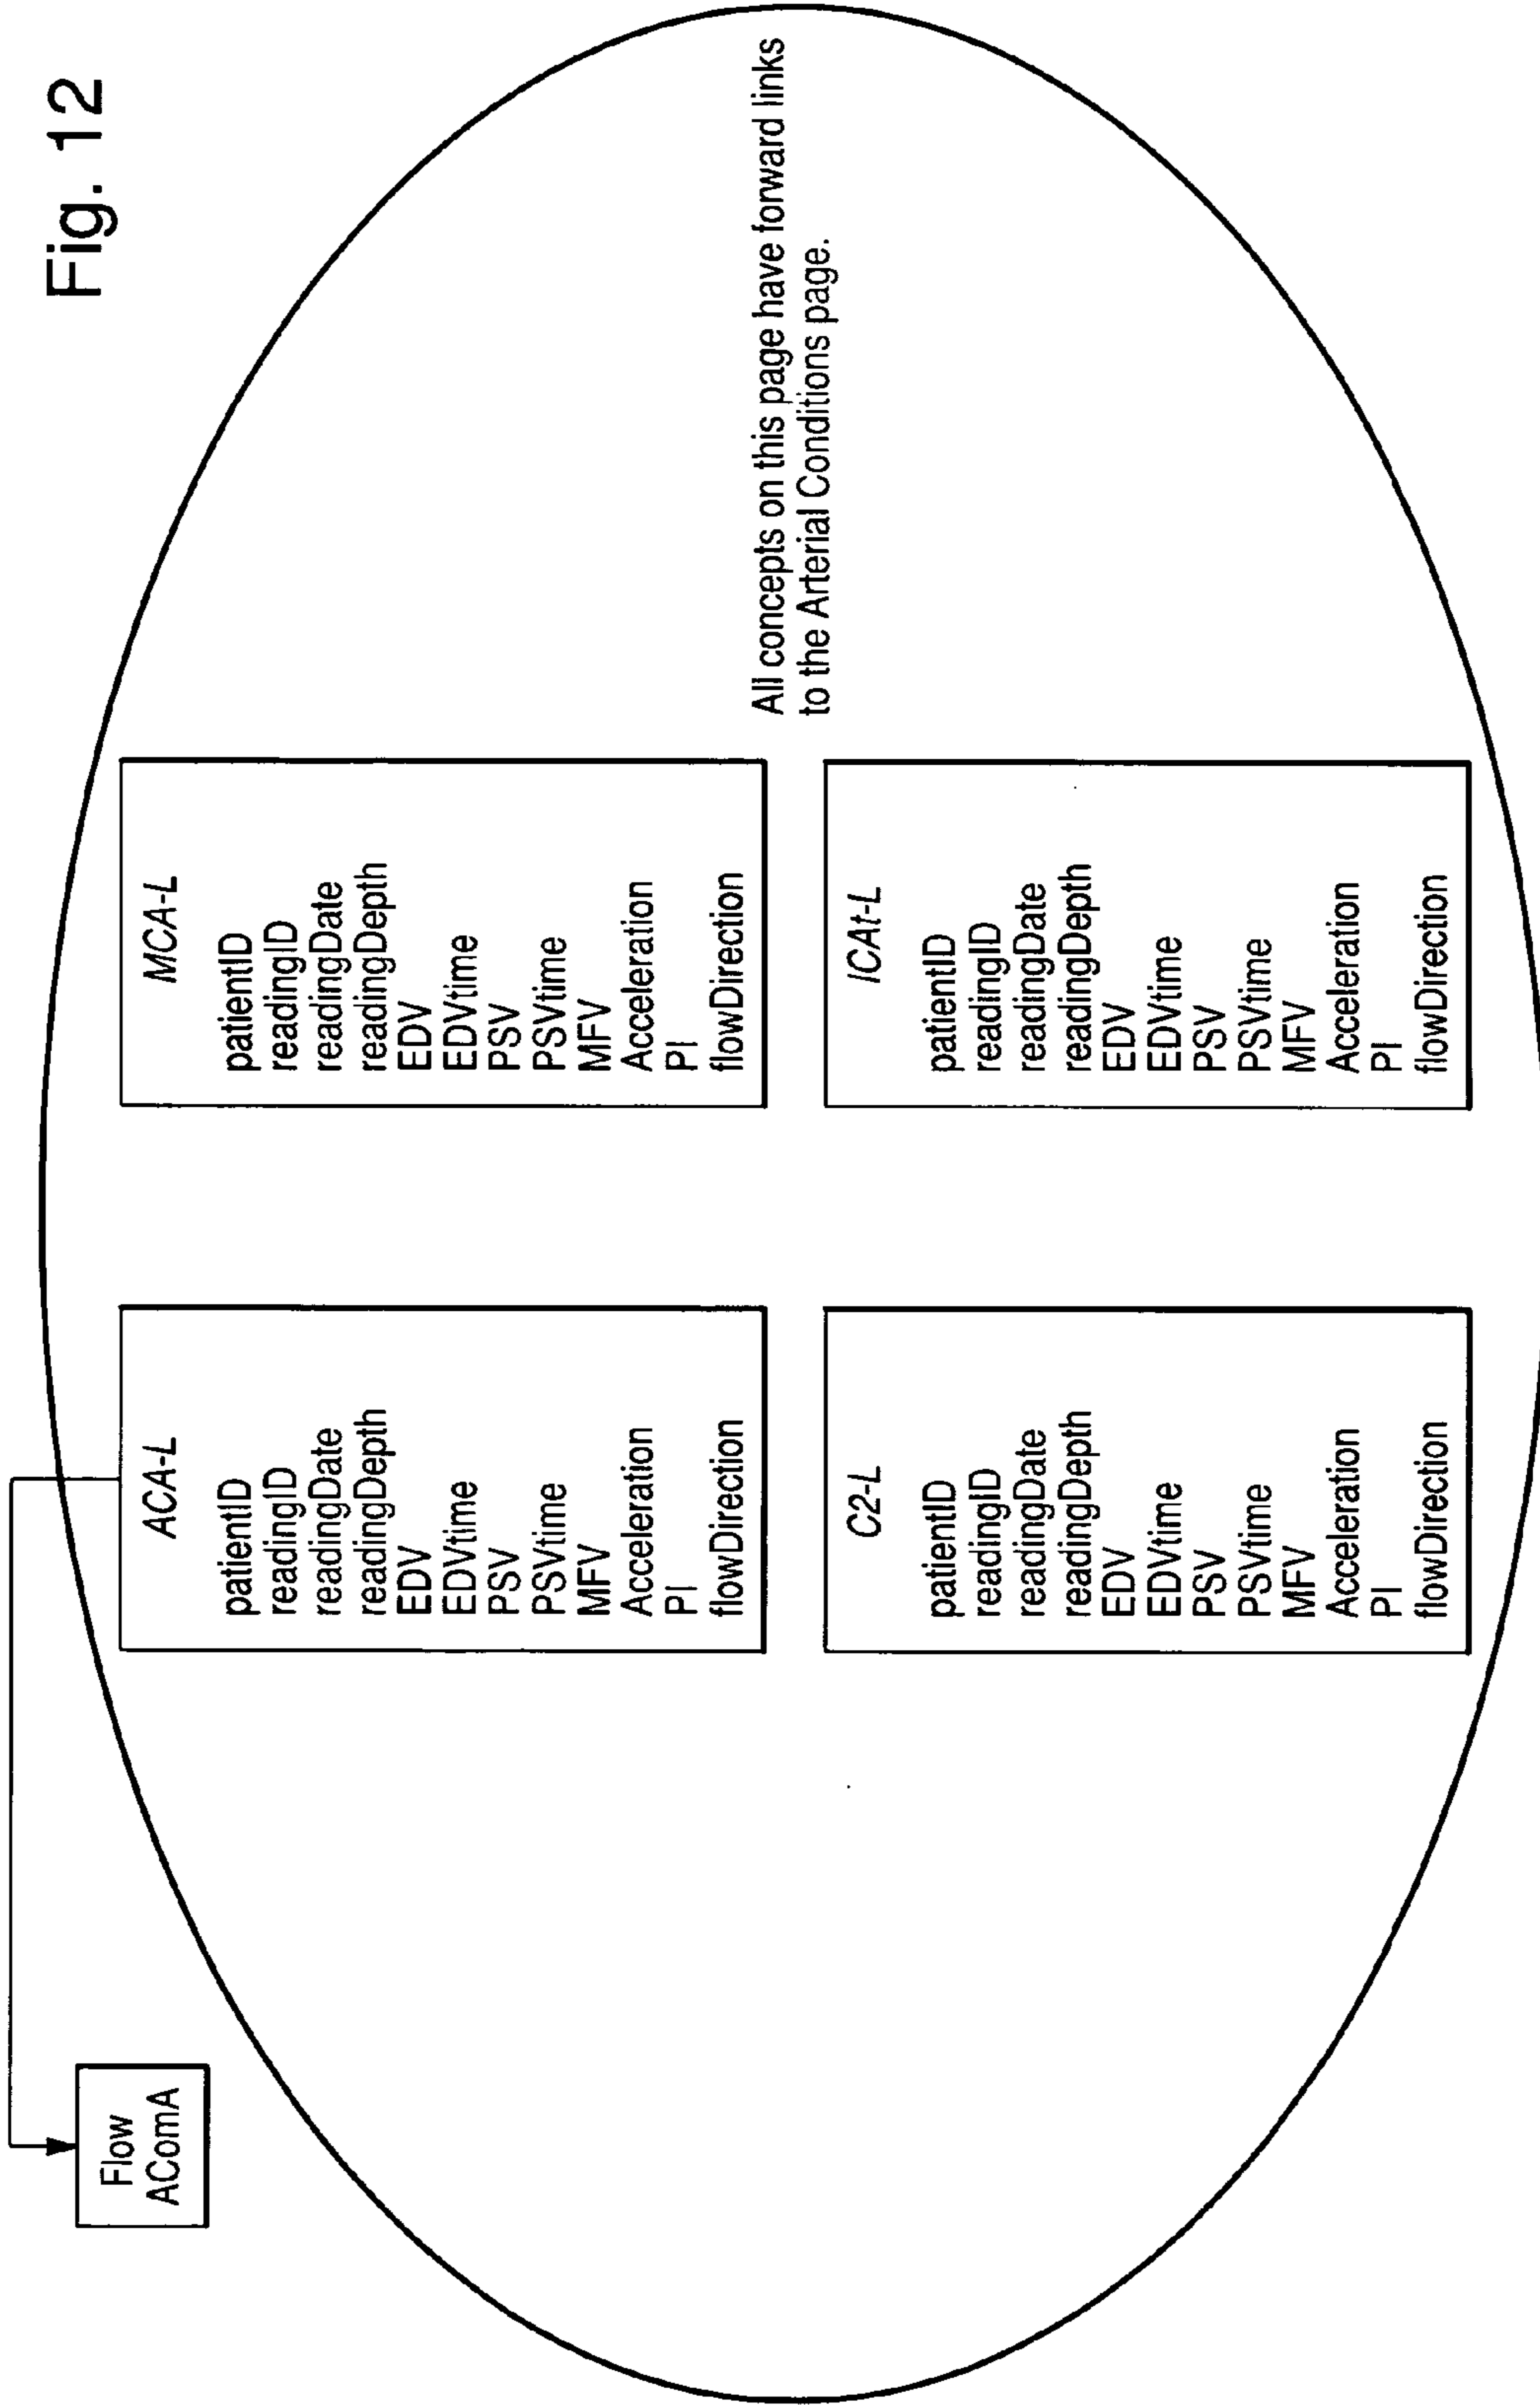 Fig. 12
Flow
AComA
ACA-L
patientID
readingID
readingDate
readingDepth
EDV
EDVtime
PSV
PSVtime
MFV
Acceleration
PI
flowDirection
MCA-L
patientID
readingID
readingDate
readingDepth
EDV
EDVtime
PSV
PSVtime
MFV
Acceleration
PI
flowDirection
C2-L
patientID
readingID
readingDate
readingDepth
EDV
EDVtime
PSV
PSVtime
MFV
Acceleration
PI
flowDirection
ICAt-L
patientID
readingID
readingDate
readingDepth
EDV
EDVtime
PSV
PSVtime
MFV
Acceleration
PI
flowDirection
All concepts on this page have forward links
to the Arterial Conditions page.